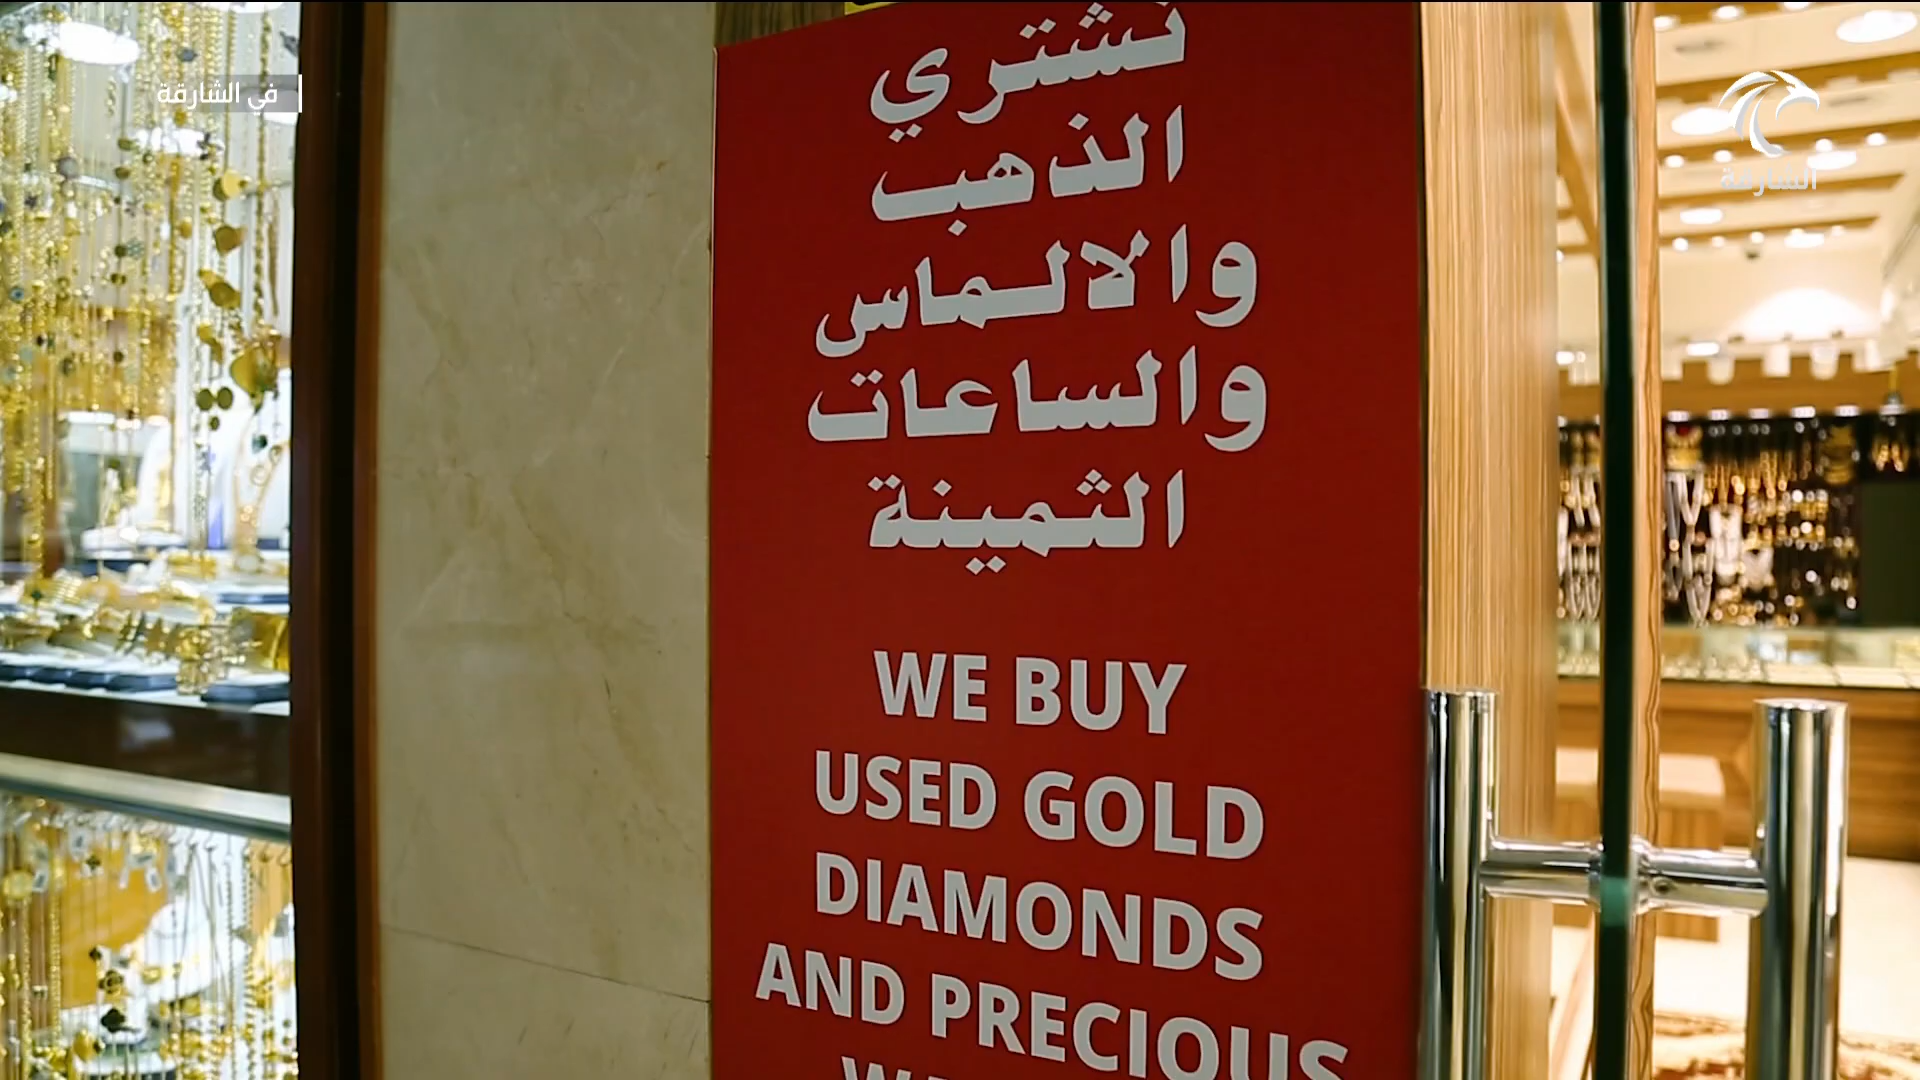 في الشارقة
الشارقة
نشتري
الذهب
والالماس
والساعات
الثمينة
WE BUY
USED GOLD
DIAMONDS
AND PRECIOUS